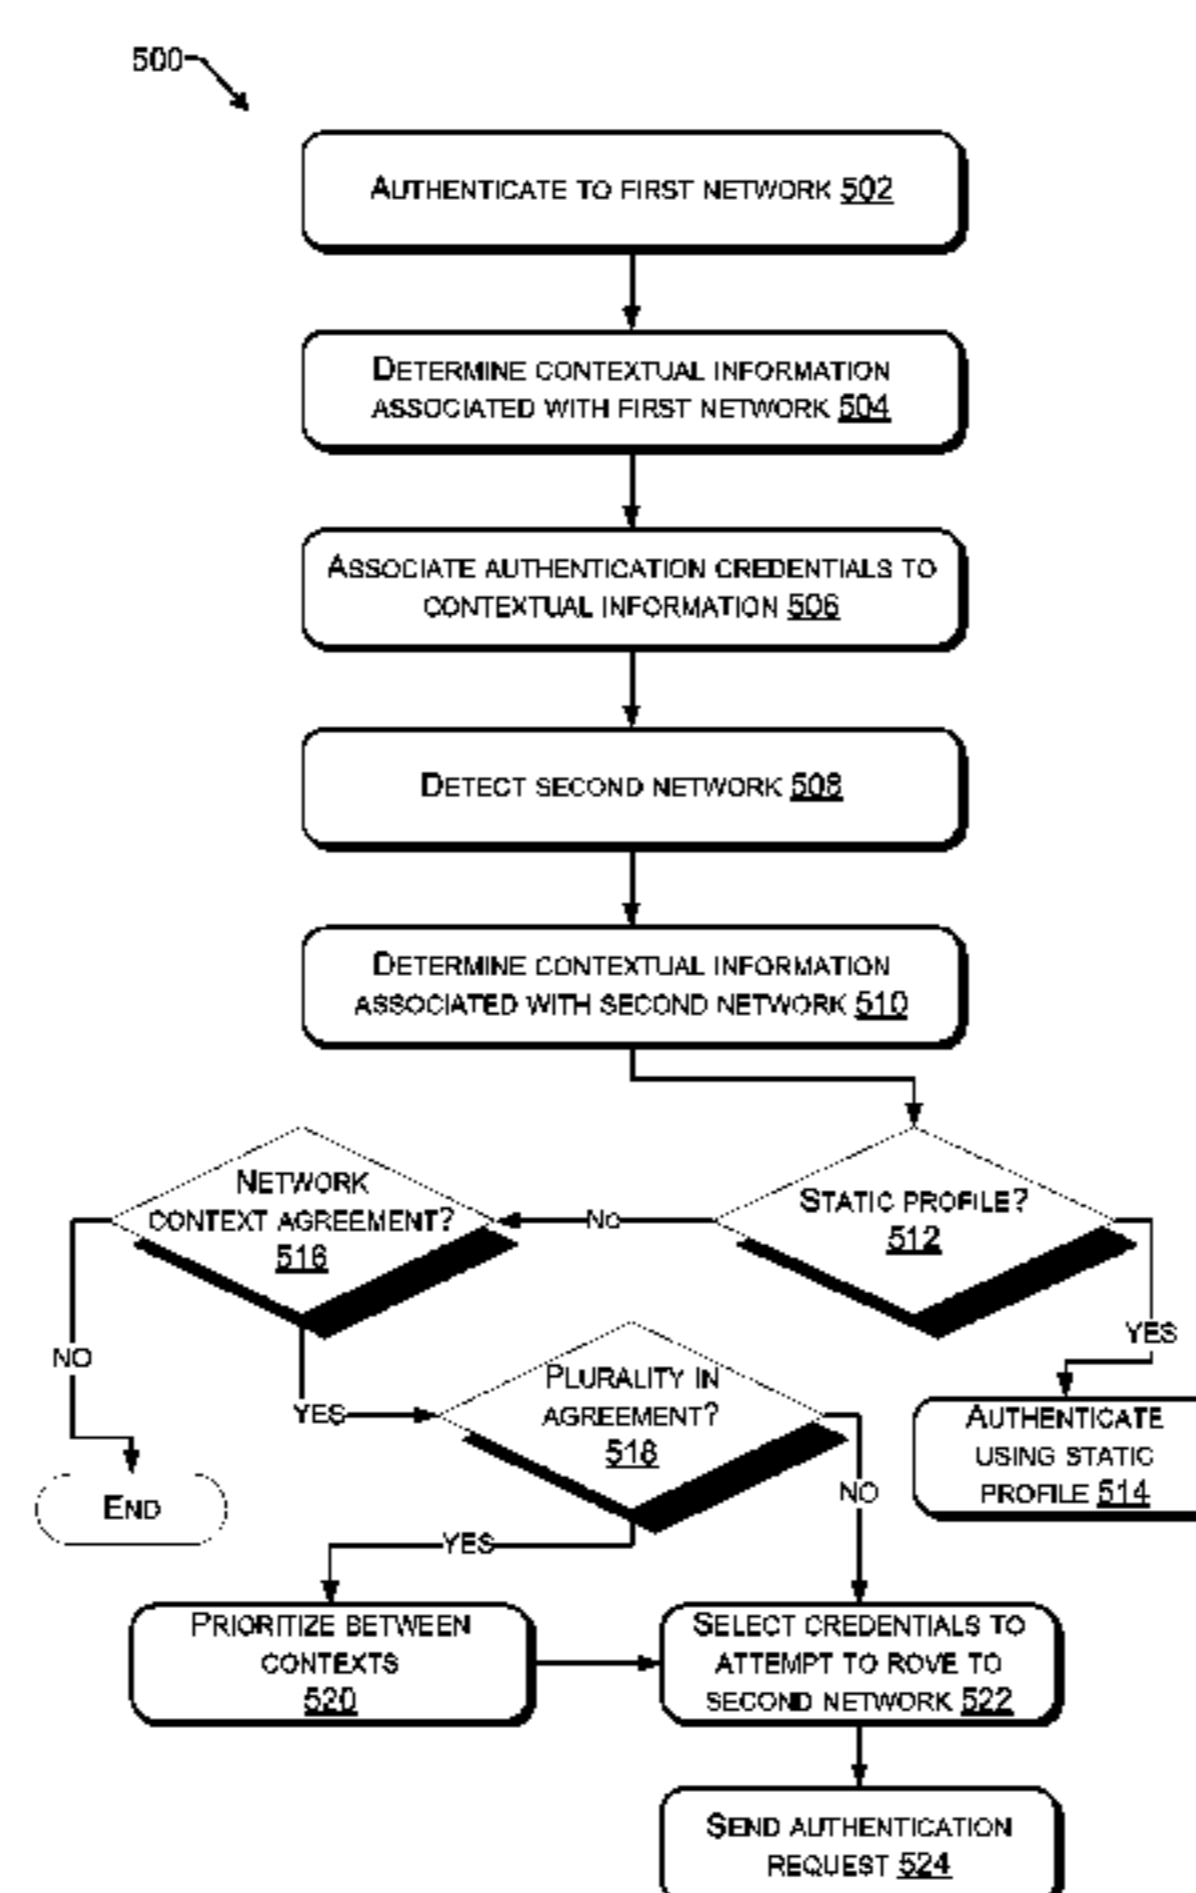 500
AUTHENTICATE TO FIRST NETWORK 502
DETERMINE CONTEXTUAL INFORMATION
ASSOCIATED WITH FIRST NETWORK 504
ASSOCIATE AUTHENTICATION CREDENTIALS TO
CONTEXTUAL INFORMATION 506
DETECT SECOND NETWORK 508
DETERMINE CONTEXTUAL INFORMATION
ASSOCIATED WITH SECOND NETWORK 510
STATIC PROFILE?
512
NO
NETWORK
CONTEXT AGREEMENT?
516
YES
AUTHENTICATE
USING STATIC
PROFILE 514
NO
END
YES
PLURALITY IN
AGREEMENT?
518
NO
YES
PRIORITIZE BETWEEN
CONTEXTS
520
SELECT CREDENTIALS TO
ATTEMPT TO ROVE TO
SECOND NETWORK 522
SEND AUTHENTICATION
REQUEST 524